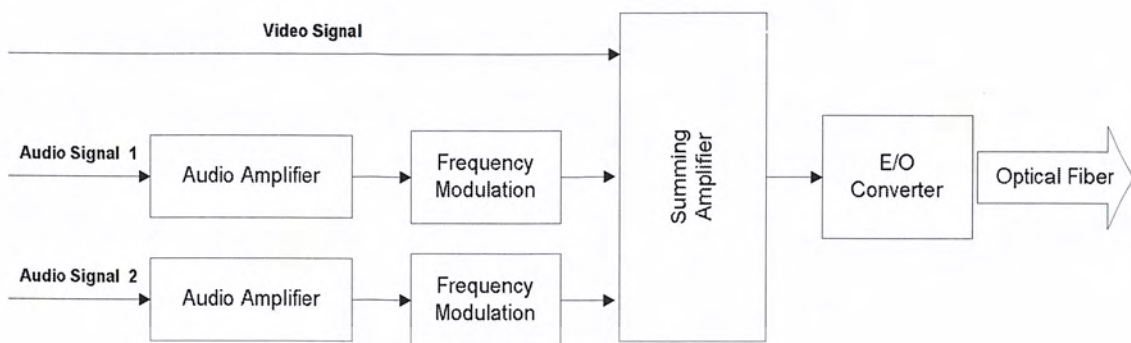 Video Signal
Audio Signal 1
Audio Amplifier
Frequency
Modulation
Audio Signal 2
Audio Amplifier
Frequency
Modulation
Summing
Amplifier
E/O
Converter
Optical Fiber